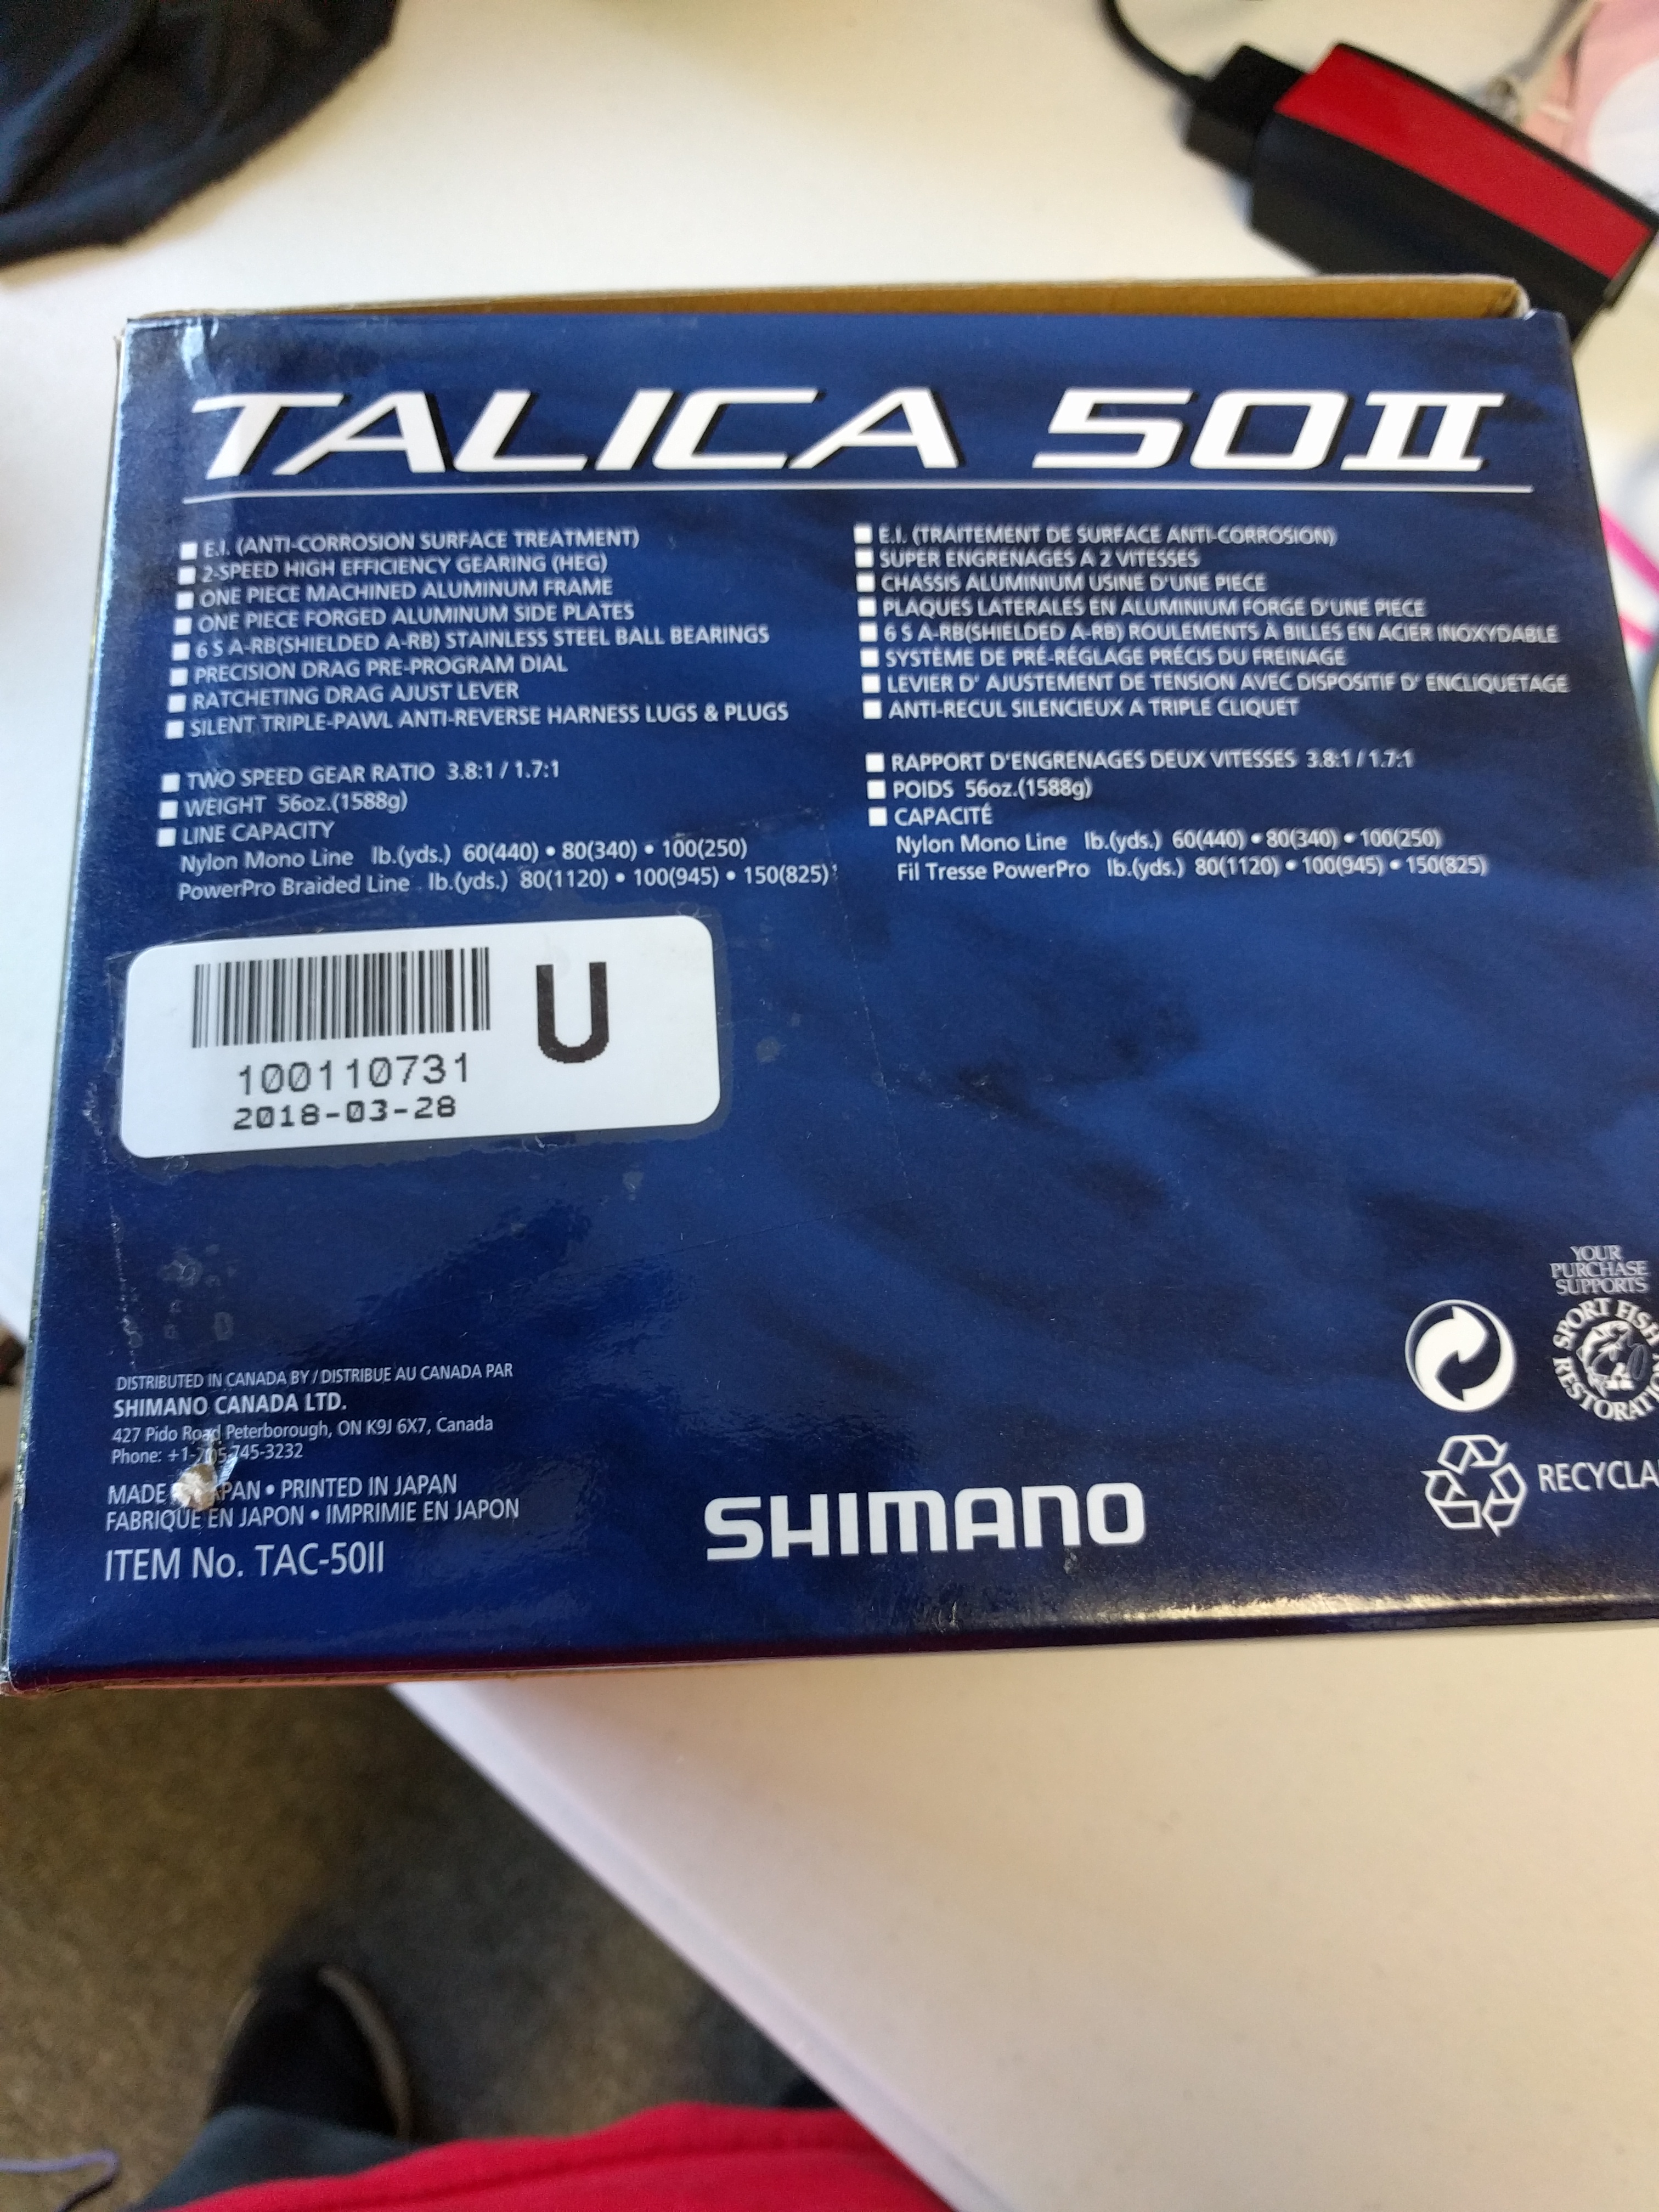 TALICA 50II
E.I. (ANTI-CORROSION SURFACE TREATMENT)
2-SPEED HIGH EFFICIENCY GEARING (HEG)
ONE PIECE MACHINED ALUMINUM FRAME
ONE PIECE FORGED ALUMINUM SIDE PLATES
6 S A-RB(SHIELDED A-RB) STAINLESS STEEL BALL BEARINGS
PRECISION DRAG PRE-PROGRAM DIAL
RATCHETING DRAG AJUST LEVER
SILENT TRIPLE-PAWL ANTI-REVERSE HARNESS LUGS & PLUGS
TWO SPEED GEAR RATIO 3.8:1 / 1.7:1
WEIGHT 56oz.(1588g)
LINE CAPACITY
Nylon Mono Line lb.(yds.) 60(440) • 80(340) • 100(250)
PowerPro Braided Line lb.(yds.) 80(1120) • 100(945) • 150(825)
E.I. (TRAITEMENT DE SURFACE ANTI-CORROSION)
SUPER ENGRENAGES A 2 VITESSES
CHASSIS ALUMINIUM USINE D'UNE PIECE
PLAQUES LATERALES EN ALUMINIUM FORGE D'UNE PIECE
6 S A-RB(SHIELDED A-RB) ROULEMENTS À BILLES EN ACIER INOXYDABLE
SYSTÈME DE PRÉ-RÉGLAGE PRÉCIS DU FREINAGE
LEVIER D' AJUSTEMENT DE TENSION AVEC DISPOSITIF D' ENCLIQUETAGE
ANTI-RECUL SILENCIEUX A TRIPLE CLIQUET
RAPPORT D'ENGRENAGES DEUX VITESSES 3.8:1 / 1.7:1
POIDS 56oz.(1588g)
CAPACITÉ
Nylon Mono Line lb.(yds.) 60(440) • 80(340) • 100(250)
Fil Tresse PowerPro lb.(yds.) 80(1120) • 100(945) • 150(825)
U
100110731
2018-03-28
YOUR
PURCHASE
SUPPORTS
SPORT FISH
RESTORATI
DISTRIBUTED IN CANADA BY / DISTRIBUE AU CANADA PAR
SHIMANO CANADA LTD.
427 Pido Road Peterborough, ON K9J 6X7, Canada
Phone: +1-705-745-3232
MADE PAN • PRINTED IN JAPAN
FABRIQUE EN JAPON • IMPRIMIE EN JAPON
ITEM No. TAC-50II
SHIMANO
RECYCLA